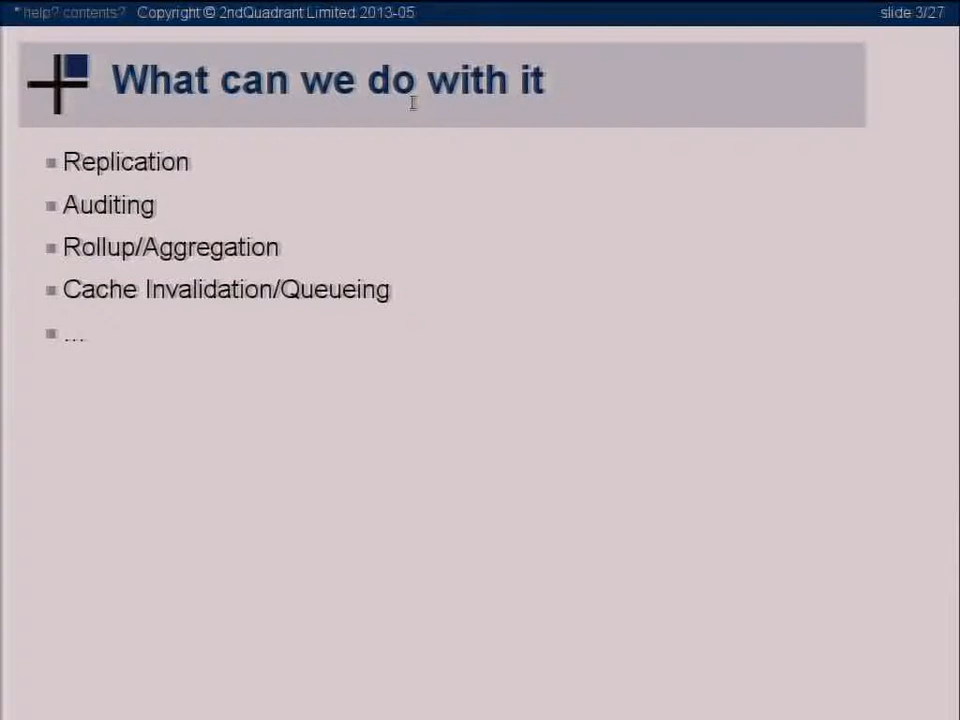 * help? contents? Copyright © 2ndQuadrant Limited 2013-05 slide 3/27
What can we do with it
Replication
Auditing
Rollup/Aggregation
Cache Invalidation/Queueing
...